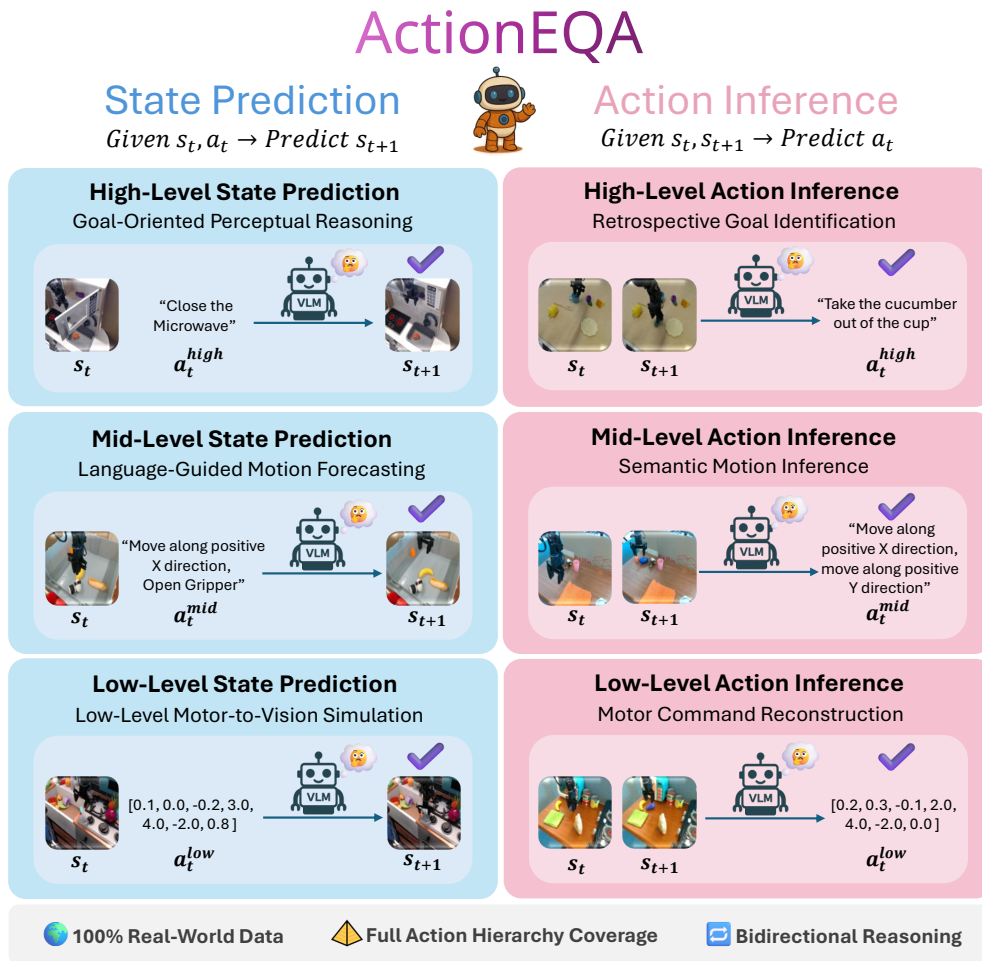 ActionEQA
State Prediction
Given s_t, a_t → Predict s_{t+1}
Action Inference
Given s_t, s_{t+1} → Predict a_t
High-Level State Prediction
Goal-Oriented Perceptual Reasoning
“Close the
Microwave”
VLM
s_t
a_t^{high}
s_{t+1}
High-Level Action Inference
Retrospective Goal Identification
VLM
“Take the cucumber
out of the cup”
s_t
s_{t+1}
a_t^{high}
Mid-Level State Prediction
Language-Guided Motion Forecasting
“Move along positive
X direction,
Open Gripper”
VLM
s_t
a_t^{mid}
s_{t+1}
Mid-Level Action Inference
Semantic Motion Inference
VLM
“Move along
positive X direction,
move along positive
Y direction”
s_t
s_{t+1}
a_t^{mid}
Low-Level State Prediction
Low-Level Motor-to-Vision Simulation
[0.1, 0.0, -0.2, 3.0,
4.0, -2.0, 0.8 ]
VLM
s_t
a_t^{low}
s_{t+1}
Low-Level Action Inference
Motor Command Reconstruction
VLM
[0.2, 0.3, -0.1, 2.0,
4.0, -2.0, 0.0 ]
s_t
s_{t+1}
a_t^{low}
100% Real-World Data
Full Action Hierarchy Coverage
Bidirectional Reasoning